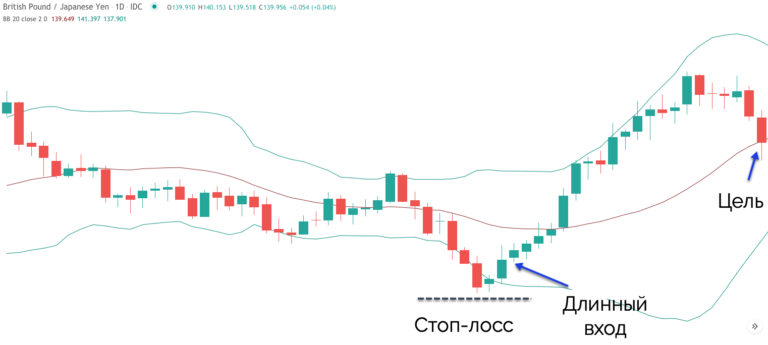 British Pound / Japanese Yen · 1D · IDC O139.910 H140.153 L139.518 C139.956 +0.054 (+0.04%)
BB 20 close 2 0 139.649 141.397 137.901
Цель
Длинный
вход
Стоп-лосс